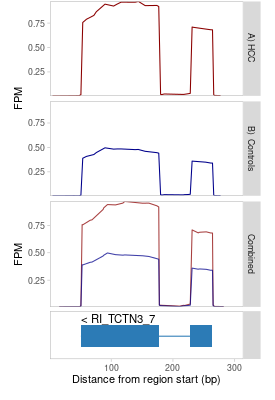 0.75
0.50
0.25
FPM
A) HCC
0.75
0.50
0.25
B) Controls
0.75
0.50
0.25
FPM
Combined
< RI_TCTN3_7
100
200
300
Distance from region start (bp)